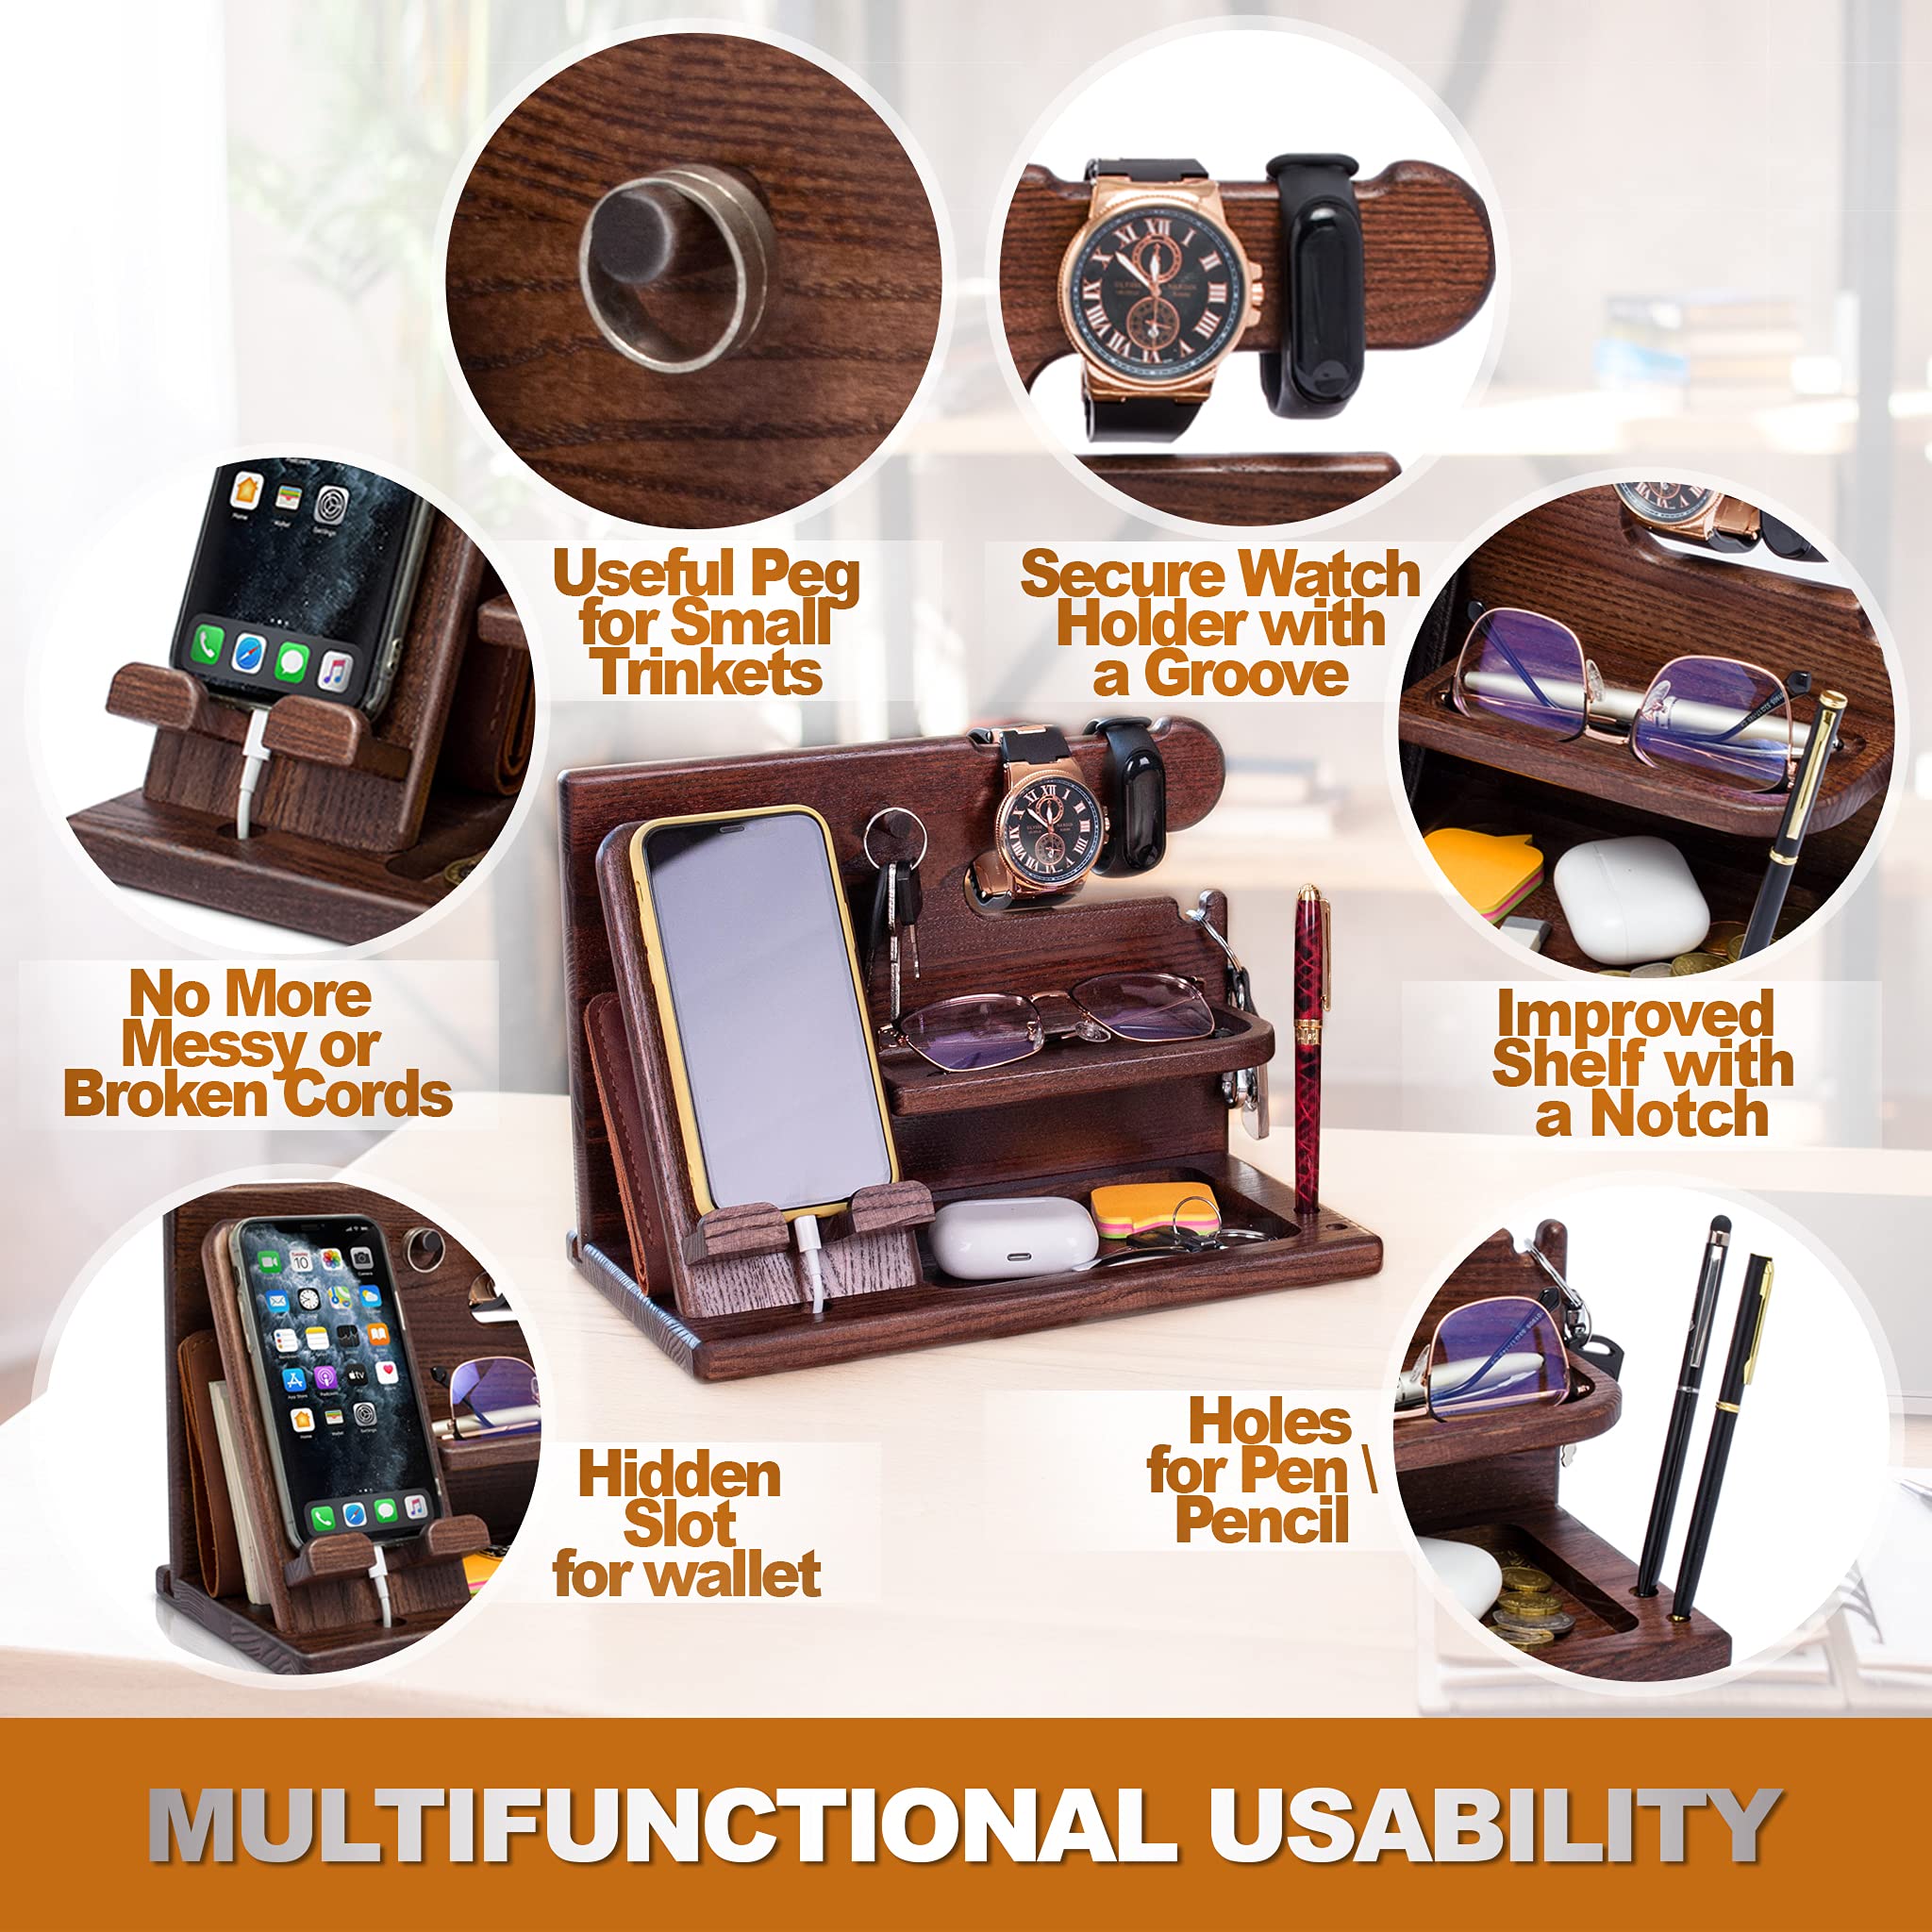 Useful Peg
for Small
Trinkets
Secure Watch
Holder with
a Groove
No More
Messy or
Broken Cords
Improved
Shelf with
a Notch
Hidden
Slot
for wallet
Holes
for Pen \
Pencil
MULTIFUNCTIONAL USABILITY